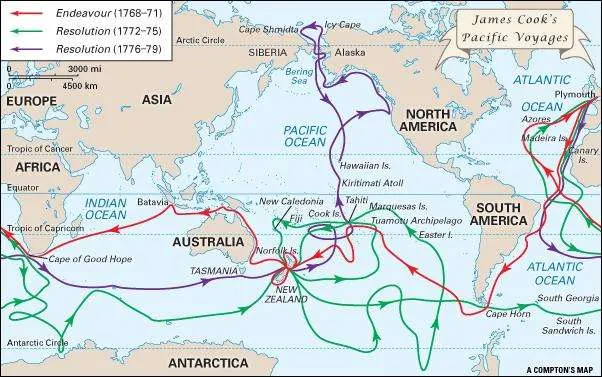 Endeavour (1768–71)
Resolution (1772–75)
Resolution (1776–79)
0 3000 mi
0 4500 km
James Cook's
Pacific Voyages
Cape Shmidta
Icy Cape
Arctic Circle
SIBERIA
Alaska
Bering
Sea
EUROPE
ASIA
NORTH
AMERICA
ATLANTIC
OCEAN
Plymouth
Azores
Madeira Is.
Canary
Is.
PACIFIC
OCEAN
Tropic of Cancer
AFRICA
Hawaiian Is.
Equator
Kiritimati Atoll
INDIAN
OCEAN
Batavia
New Caledonia
Fiji
Cook Is.
Tahiti
Marquesas Is.
Tuamotu Archipelago
Easter I.
SOUTH
AMERICA
Tropic of Capricorn
AUSTRALIA
Norfolk Is.
Cape of Good Hope
TASMANIA
NEW
ZEALAND
ATLANTIC
OCEAN
South Georgia
Cape Horn
South
Sandwich Is.
Antarctic Circle
ANTARCTICA
A COMPTON'S MAP